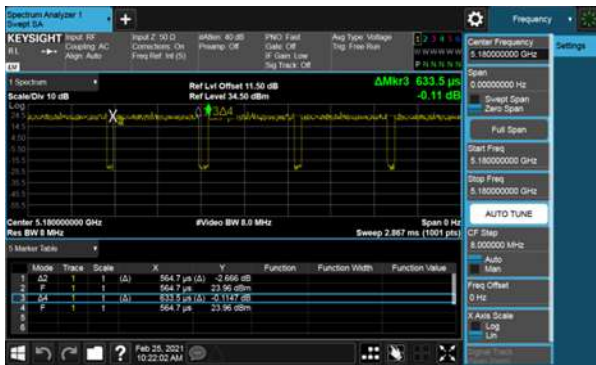 Spectrum Analyzer 1
Swept SA
Frequency
KEYSIGHT
Input: RF
Coupling: AC
Align: Auto
Input Z: 50 Ω
Corrections: On
Freq Ref: Int (S)
#Atten: 40 dB
Preamp: Off
PNO: Fast
Gate: Off
IF Gain: Low
Sig Track: Off
Avg Type: Voltage
Trig: Free Run
Center Frequency
5.180000000 GHz
Settings
Span
0.00000000 Hz
Swept Span
Zero Span
Full Span
Start Freq
5.180000000 GHz
Stop Freq
5.180000000 GHz
AUTO TUNE
CF Step
8.000000 MHz
Auto
Man
Freq Offset
0 Hz
X Axis Scale
Log
Lin
1 Spectrum
Scale/Div 10 dB
Ref Lvl Offset 11.50 dB
Ref Level 34.50 dBm
ΔMkr3 633.5 µs
-0.11 dB
Log
24.5
14.5
4.50
3Δ4
Center 5.180000000 GHz
Res BW 8 MHz
#Video BW 8.0 MHz
Span 0 Hz
Sweep 2.867 ms (1001 pts)
5 Marker Table
Mode Trace Scale X Y Function Function Width Function Value
1 Δ2 1 t (Δ) 564.7 µs (Δ) -2.666 dB
2 F 1 t 564.7 µs 23.96 dBm
3 Δ4 1 t (Δ) 633.5 µs (Δ) -0.1147 dB
4 F 1 t 564.7 µs 23.96 dBm
5
6
Feb 25, 2021
10:22:02 AM